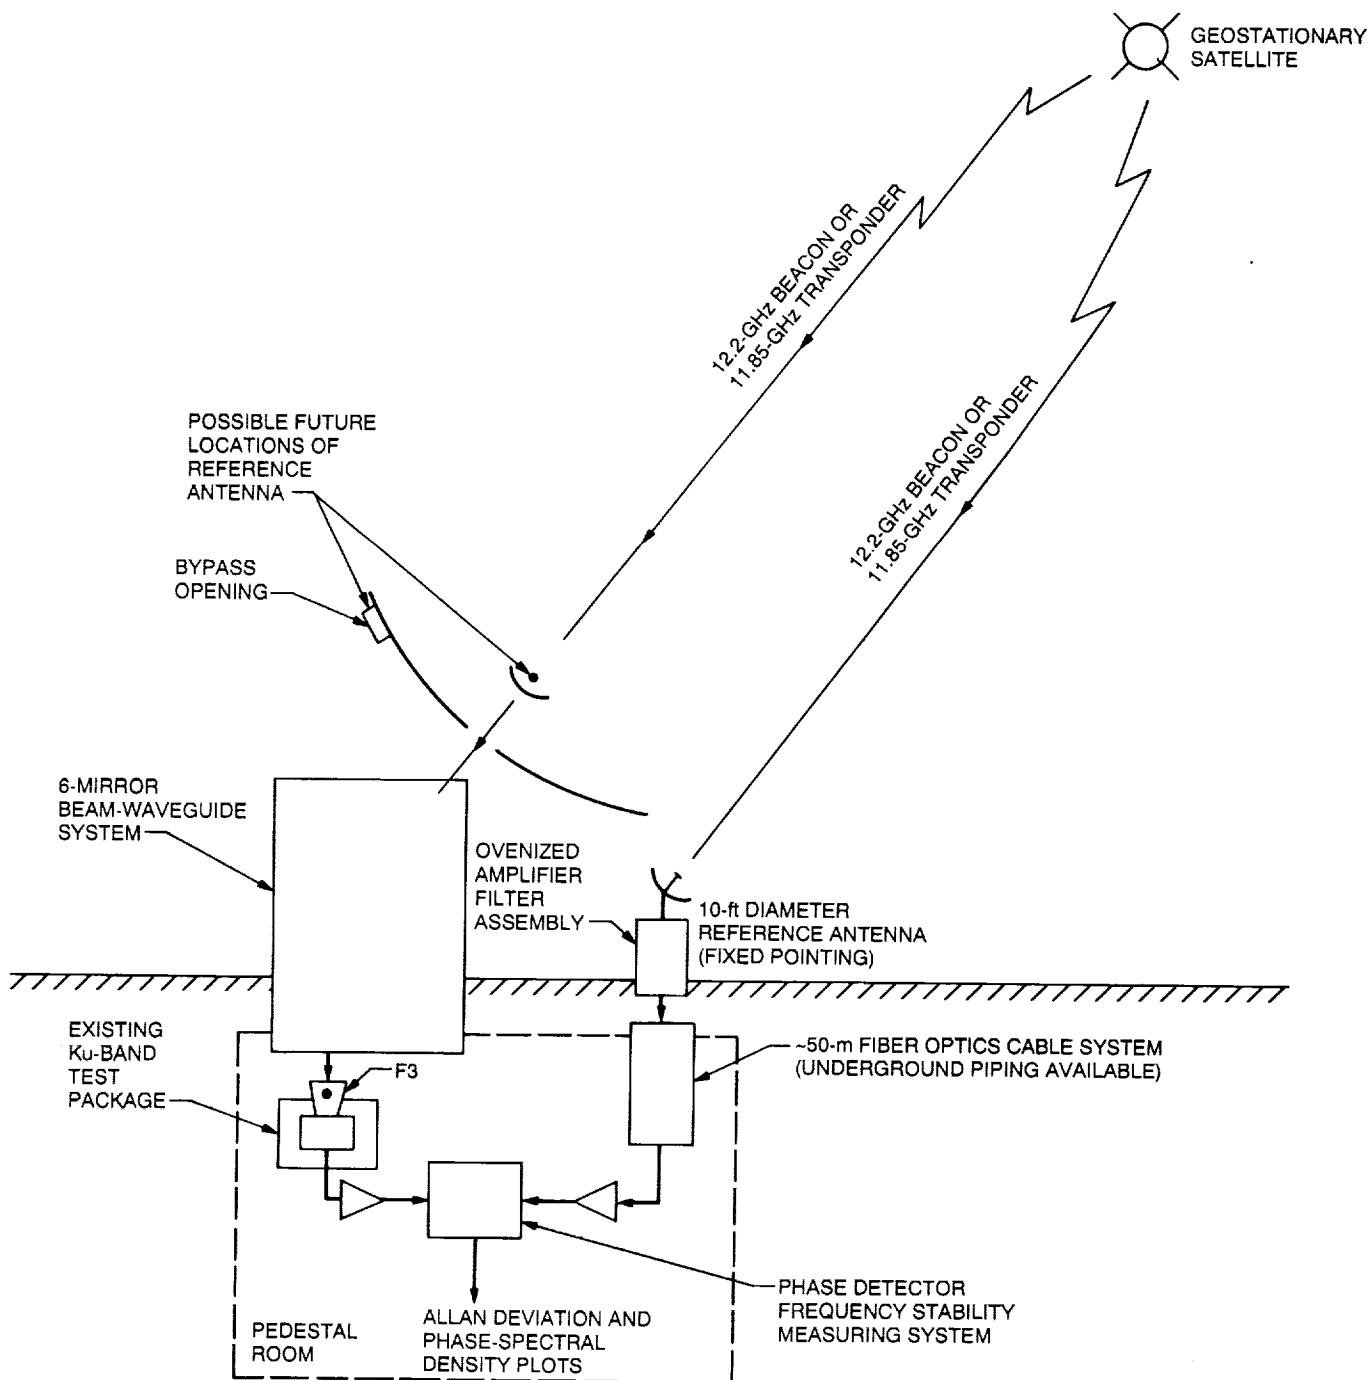 GEOSTATIONARY
SATELLITE
12.2-GHz BEACON OR
11.85-GHz TRANSPONDER
12.2-GHz BEACON OR
11.85-GHz TRANSPONDER
POSSIBLE FUTURE
LOCATIONS OF
REFERENCE
ANTENNA
BYPASS
OPENING
6-MIRROR
BEAM-WAVEGUIDE
SYSTEM
OVENIZED
AMPLIFIER
FILTER
ASSEMBLY
10-ft DIAMETER
REFERENCE ANTENNA
(FIXED POINTING)
EXISTING
Ku-BAND
TEST
PACKAGE
F3
~50-m FIBER OPTICS CABLE SYSTEM
(UNDERGROUND PIPING AVAILABLE)
PHASE DETECTOR
FREQUENCY STABILITY
MEASURING SYSTEM
ALLAN DEVIATION AND
PHASE-SPECTRAL
DENSITY PLOTS
PEDESTAL
ROOM